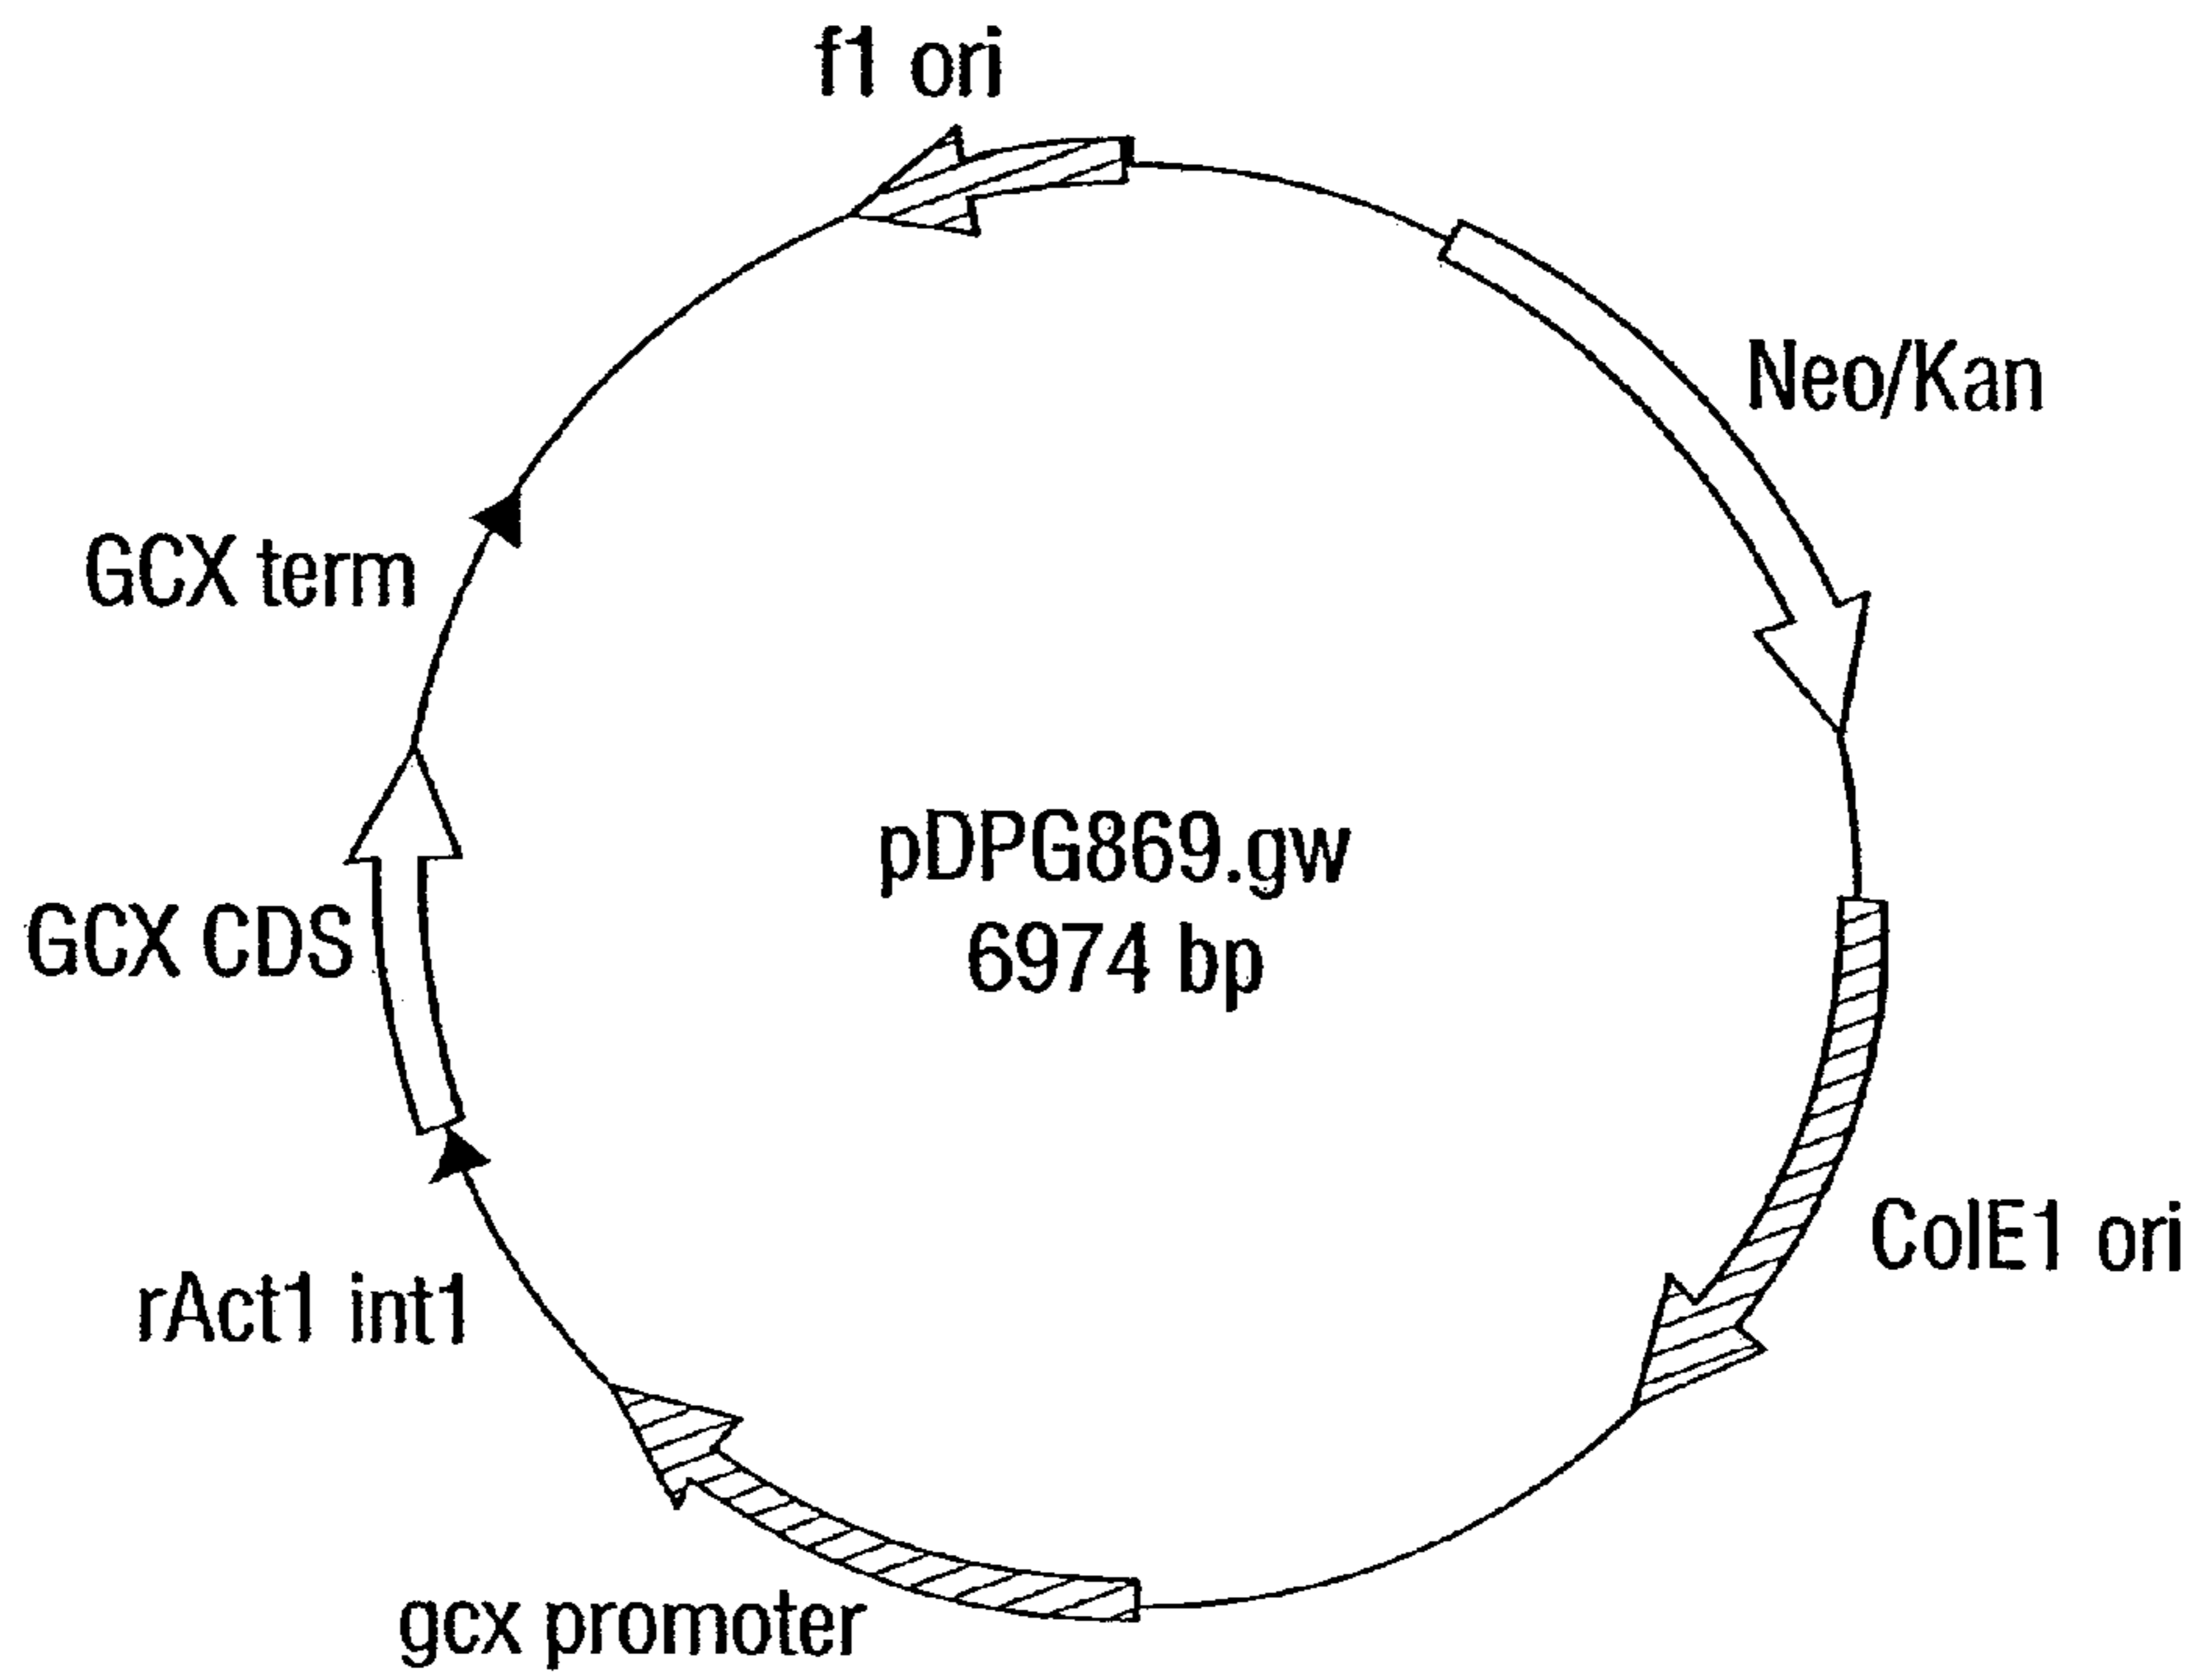 f1 ori
Neo/Kan
GCX term
pDPG869.gw
6974 bp
GCX CDS
ColE1 ori
rAct1 int1
gcx promoter